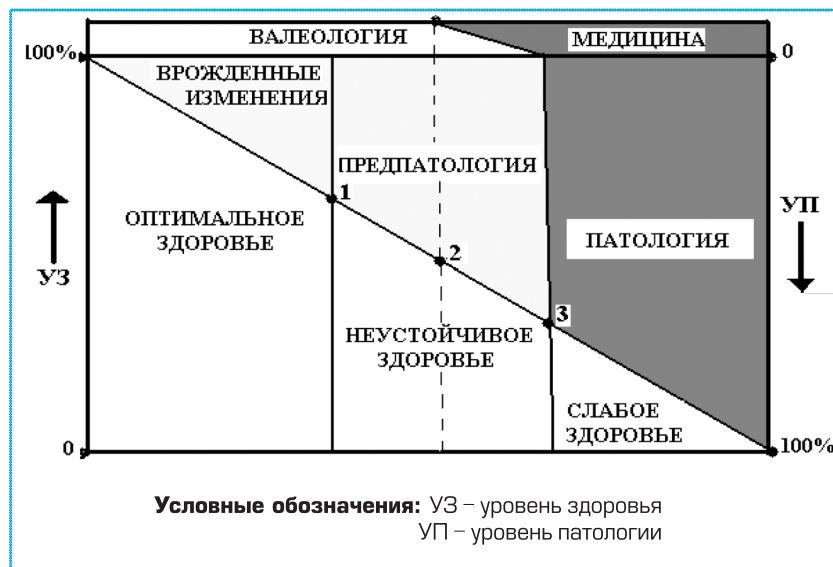 ВАЛЕОЛОГИЯ
МЕДИЦИНА
100%
0
ВРОЖДЕННЫЕ
ИЗМЕНЕНИЯ
ПРЕДПАТОЛОГИЯ
1
ОПТИМАЛЬНОЕ
ЗДОРОВЬЕ
УП
ПАТОЛОГИЯ
УЗ
2
3
НЕУСТОЙЧИВОЕ
ЗДОРОВЬЕ
СЛАБОЕ
ЗДОРОВЬЕ
0
100%
Условные обозначения: УЗ – уровень здоровья
УП – уровень патологии